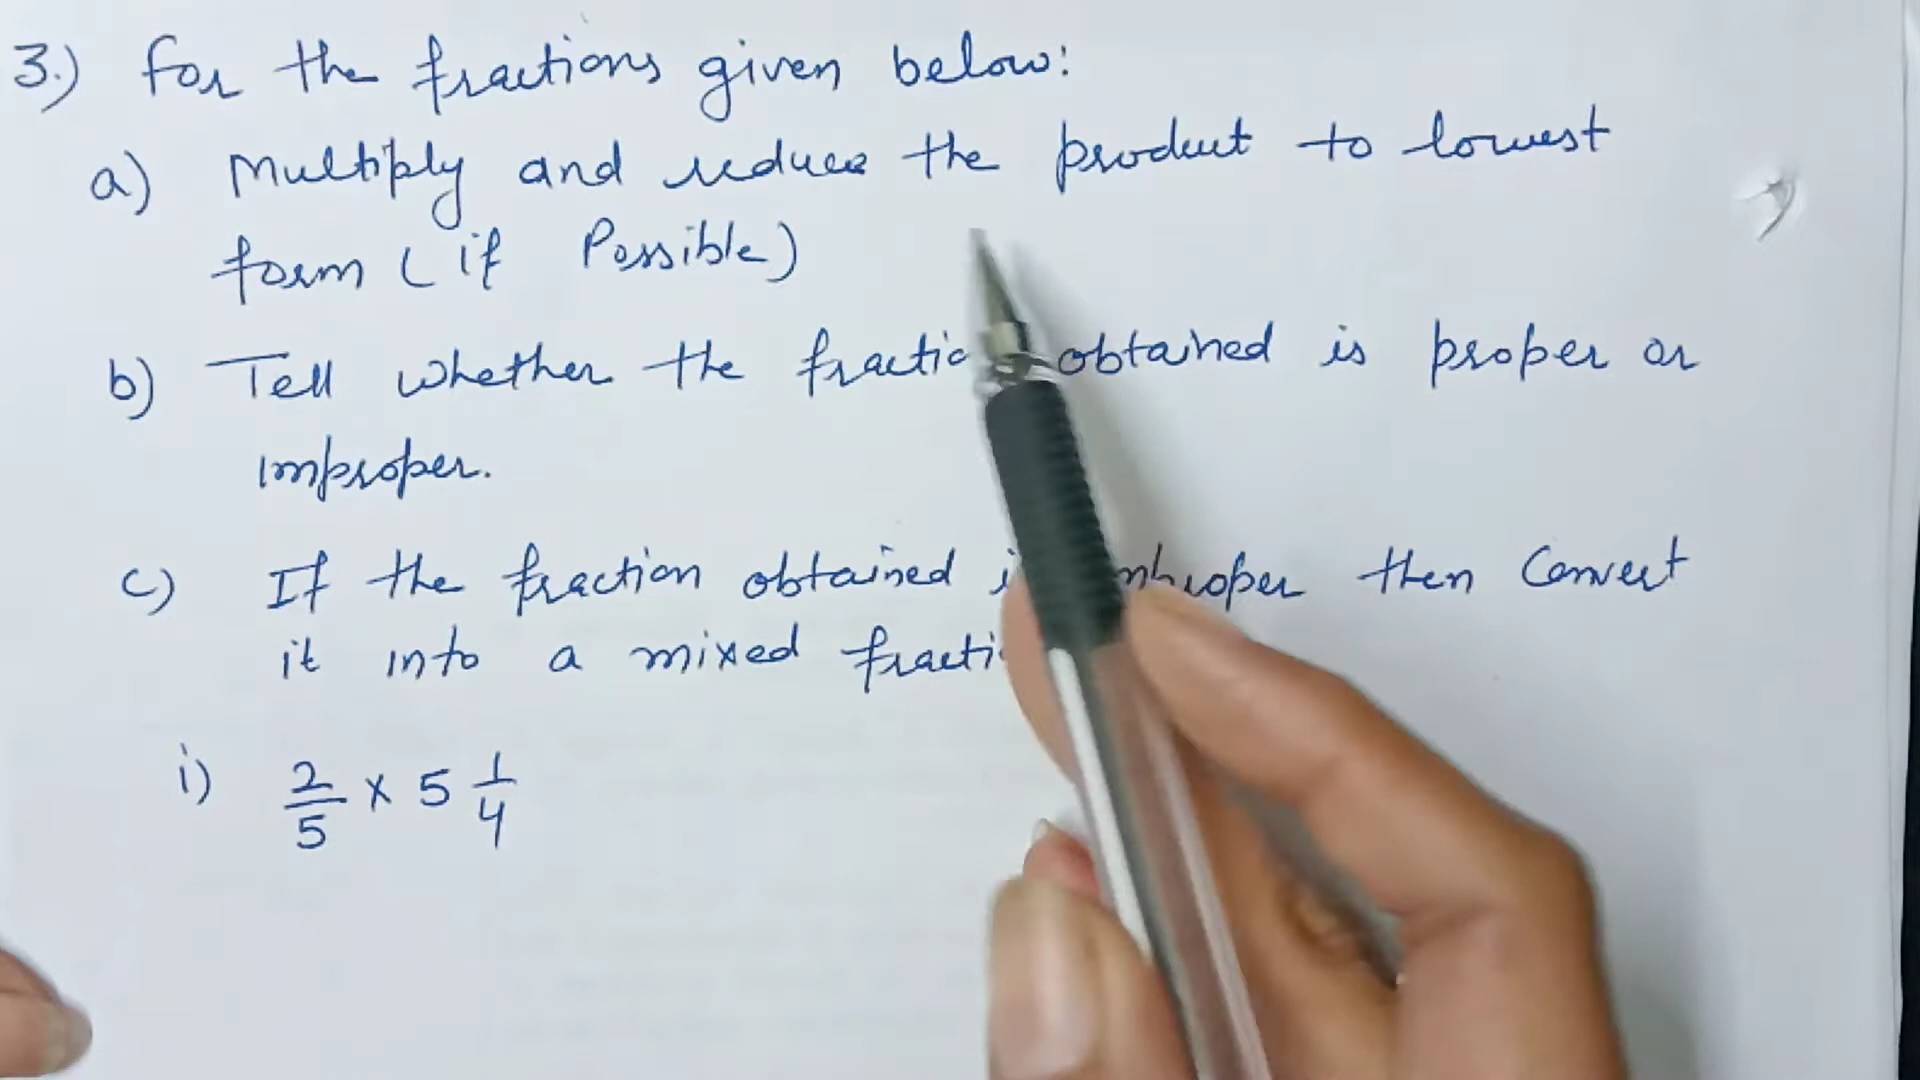 3.) for the fractions given below:
a) Multiply and reduce the product to lowest
form (if Possible)
b) Tell whether the fractio obtained is proper or
improper.
c) If the fraction obtained i mproper then Convert
it into a mixed fracti
i) 2/5 x 5 1/4